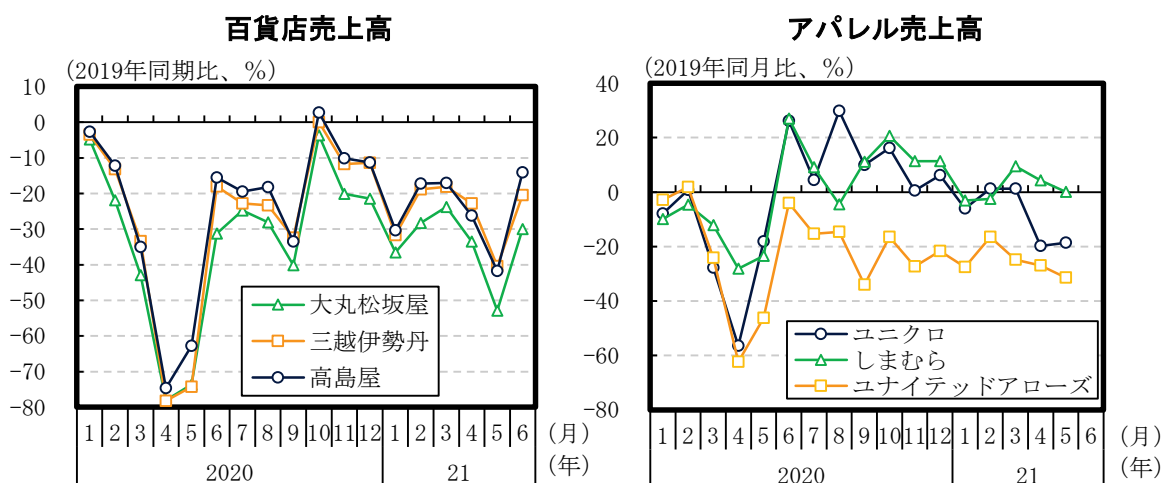 百貨店売上高
(2019年同期比、%)
10
0
-10
-20
-30
-40
-50
-60
-70
-80
大丸松坂屋
三越伊勢丹
高島屋
1 2 3 4 5 6 7 8 9 10 11 12 1 2 3 4 5 6 (月)
2020 21 (年)
アパレル売上高
(2019年同月比、%)
40
20
0
-20
-40
-60
-80
ユニクロ
しまむら
ユナイテッドアローズ
1 2 3 4 5 6 7 8 9 10 11 12 1 2 3 4 5 6 (月)
2020 21 (年)